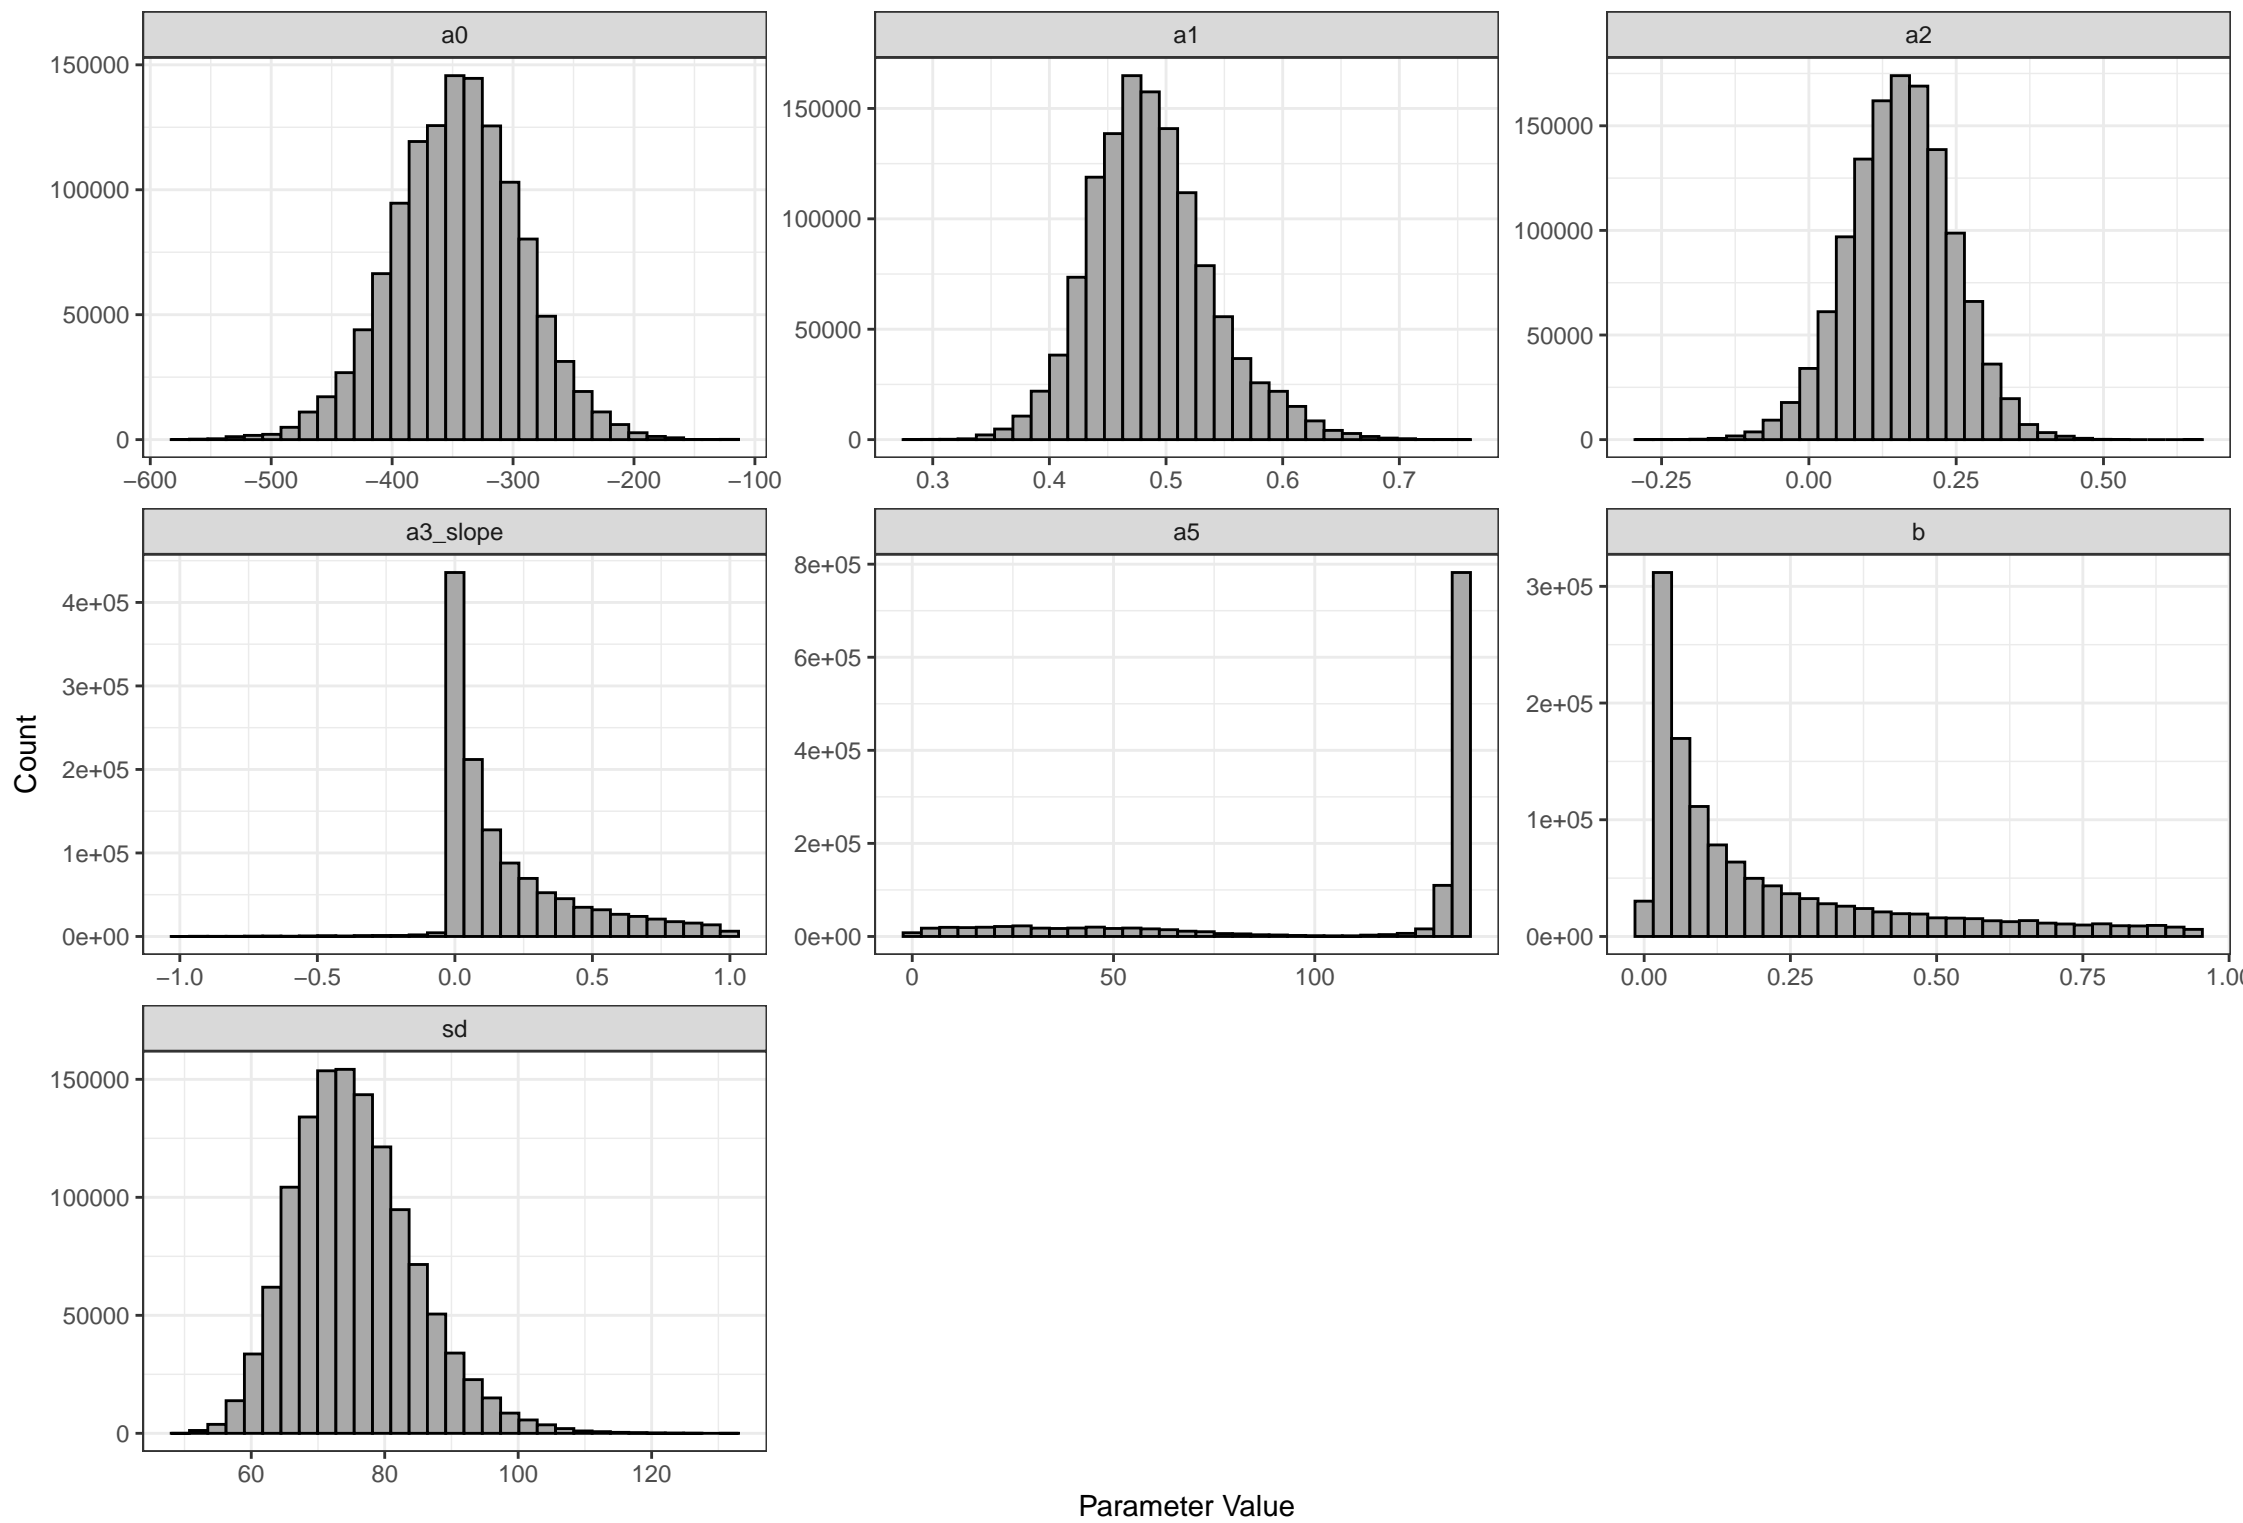 a0
a1
a2
150000
100000
50000
0
150000
100000
50000
0
150000
100000
50000
0
−600 −500 −400 −300 −200 −100
0.3 0.4 0.5 0.6 0.7
−0.25 0.00 0.25 0.50
a3_slope
a5
b
4e+05
3e+05
2e+05
1e+05
0e+00
8e+05
6e+05
4e+05
2e+05
0e+00
3e+05
2e+05
1e+05
0e+00
−1.0 −0.5 0.0 0.5 1.0
0 50 100
0.00 0.25 0.50 0.75 1.00
Count
sd
150000
100000
50000
0
60 80 100 120
Parameter Value